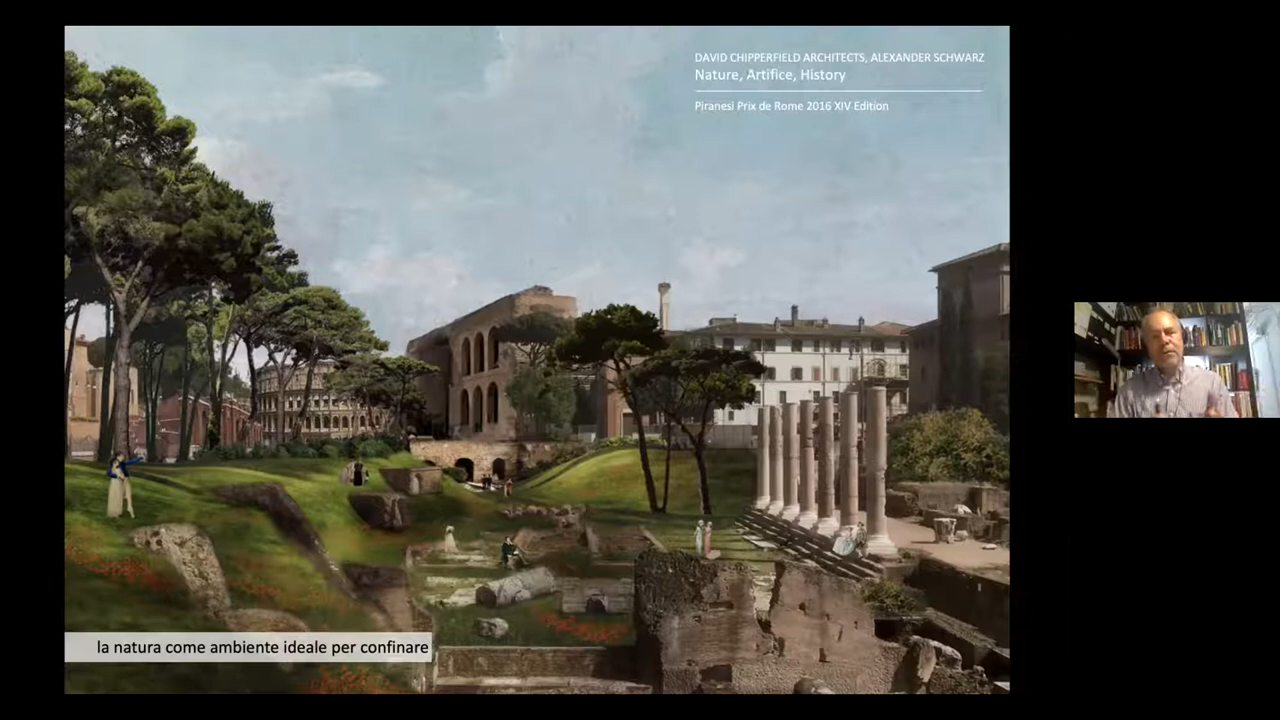 DAVID CHIPPERFIELD ARCHITECTS, ALEXANDER SCHWARZ
Nature, Artifice, History
Piranesi Prix de Rome 2016 XIV Edition
la natura come ambiente ideale per confinare